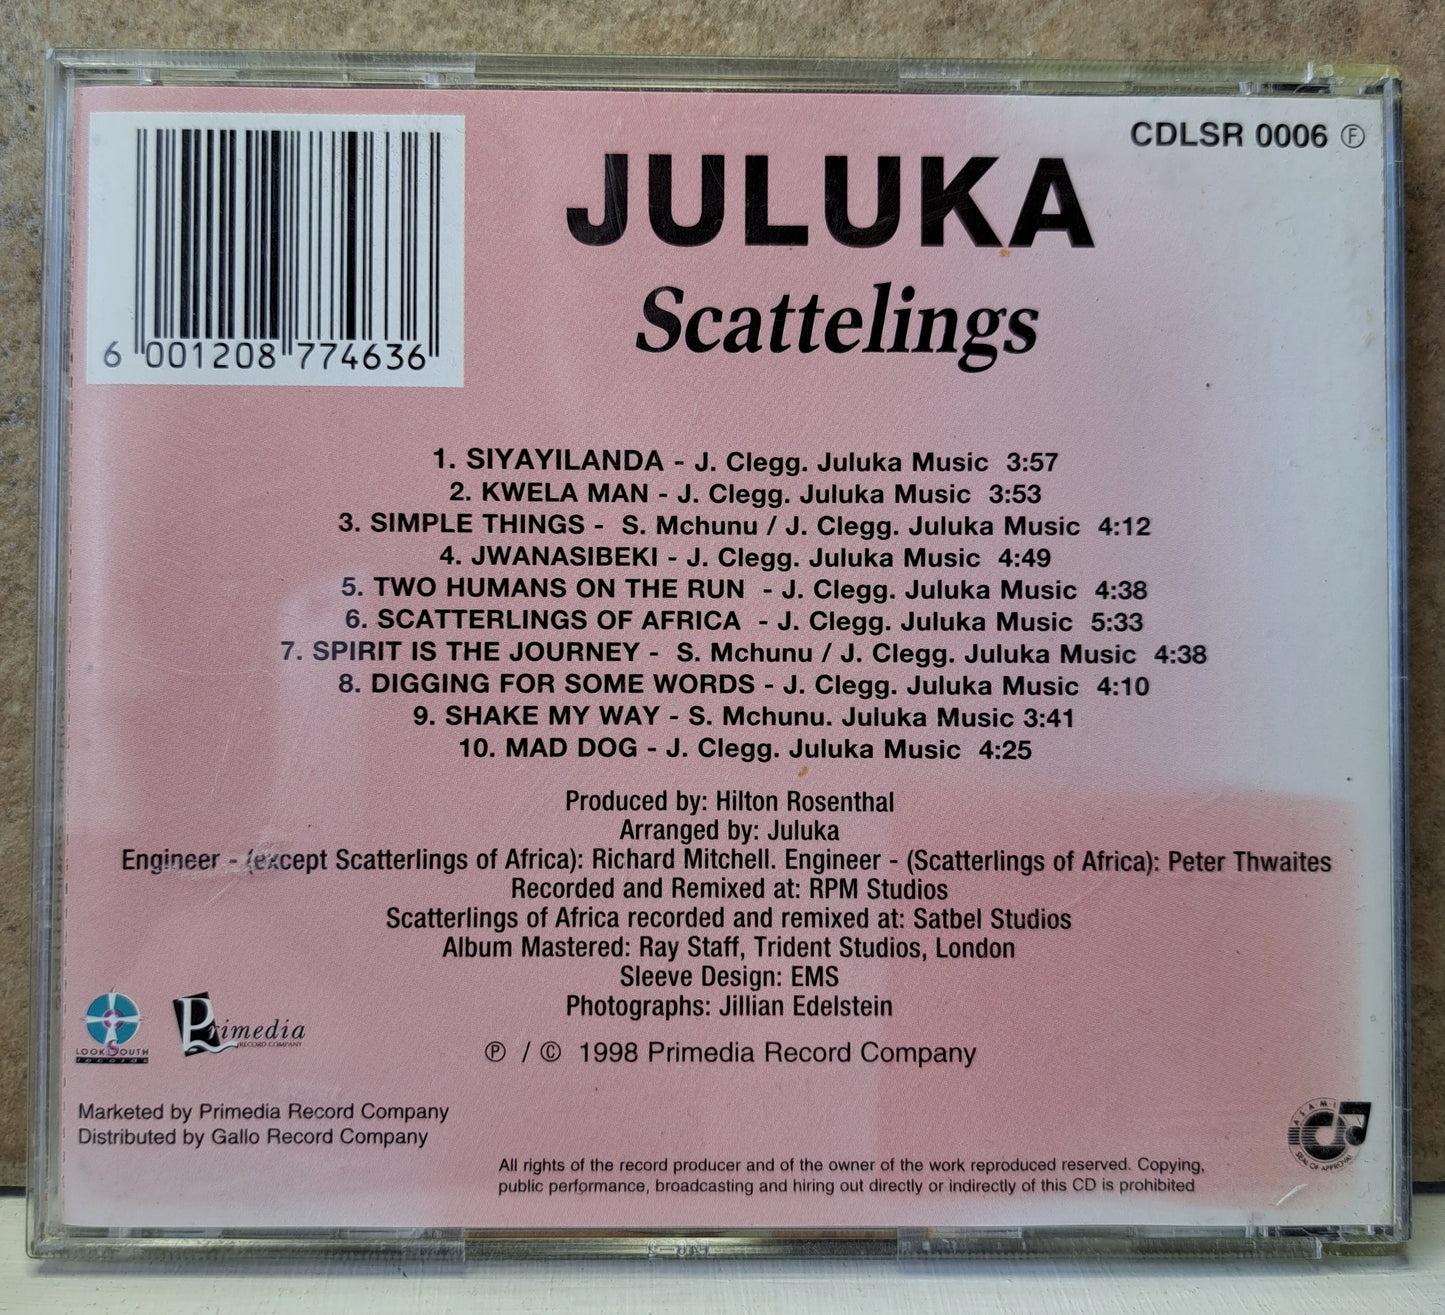 CDLSR 0006 Ⓕ
6 001208 774636
JULUKA
Scattelings
1. SIYAYILANDA - J. Clegg. Juluka Music 3:57
2. KWELA MAN - J. Clegg. Juluka Music 3:53
3. SIMPLE THINGS - S. Mchunu / J. Clegg. Juluka Music 4:12
4. JWANASIBEKI - J. Clegg. Juluka Music 4:49
5. TWO HUMANS ON THE RUN - J. Clegg. Juluka Music 4:38
6. SCATTERLINGS OF AFRICA - J. Clegg. Juluka Music 5:33
7. SPIRIT IS THE JOURNEY - S. Mchunu / J. Clegg. Juluka Music 4:38
8. DIGGING FOR SOME WORDS - J. Clegg. Juluka Music 4:10
9. SHAKE MY WAY - S. Mchunu. Juluka Music 3:41
10. MAD DOG - J. Clegg. Juluka Music 4:25
Produced by: Hilton Rosenthal
Arranged by: Juluka
Engineer - (except Scatterlings of Africa): Richard Mitchell. Engineer - (Scatterlings of Africa): Peter Thwaites
Recorded and Remixed at: RPM Studios
Scatterlings of Africa recorded and remixed at: Satbel Studios
Album Mastered: Ray Staff, Trident Studios, London
Sleeve Design: EMS
Photographs: Jillian Edelstein
℗ / © 1998 Primedia Record Company
LOOK SOUTH
records
Primedia
RECORD COMPANY
Marketed by Primedia Record Company
Distributed by Gallo Record Company
ASAMI
SEAL OF APPROVAL
All rights of the record producer and of the owner of the work reproduced reserved. Copying,
public performance, broadcasting and hiring out directly or indirectly of this CD is prohibited